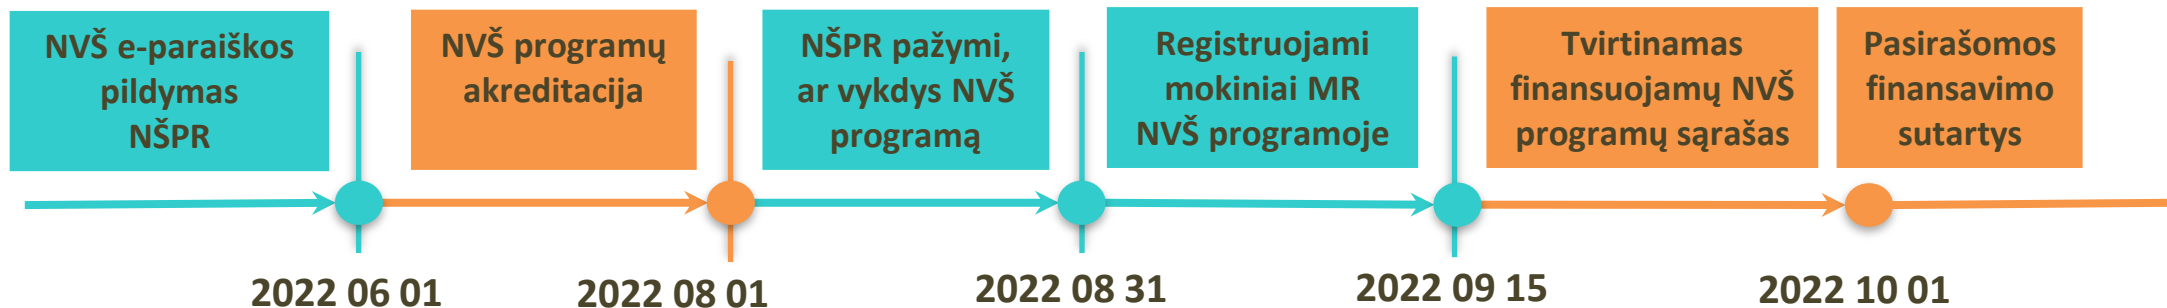 NVŠ e-paraiškos
pildymas
NŠPR
NVŠ programų
akreditacija
NŠPR pažymi,
ar vykdys NVŠ
programą
Registruojami
mokiniai MR
NVŠ programoje
Tvirtinamas
finansuojamų NVŠ
programų sąrašas
Pasirašomos
finansavimo
sutartys
2022 06 01
2022 08 01
2022 08 31
2022 09 15
2022 10 01